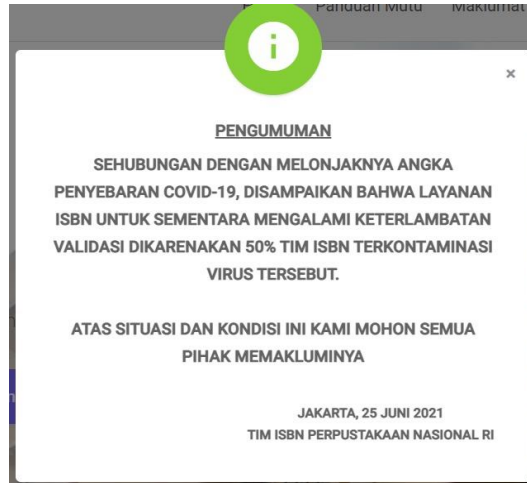 Panduan Mutu Maklumat
i
×
PENGUMUMAN
SEHUBUNGAN DENGAN MELONJAKNYA ANGKA
PENYEBARAN COVID-19, DISAMPAIKAN BAHWA LAYANAN
ISBN UNTUK SEMENTARA MENGALAMI KETERLAMBATAN
VALIDASI DIKARENAKAN 50% TIM ISBN TERKONTAMINASI
VIRUS TERSEBUT.
ATAS SITUASI DAN KONDISI INI KAMI MOHON SEMUA
PIHAK MEMAKLUMINYA
JAKARTA, 25 JUNI 2021
TIM ISBN PERPUSTAKAAN NASIONAL RI